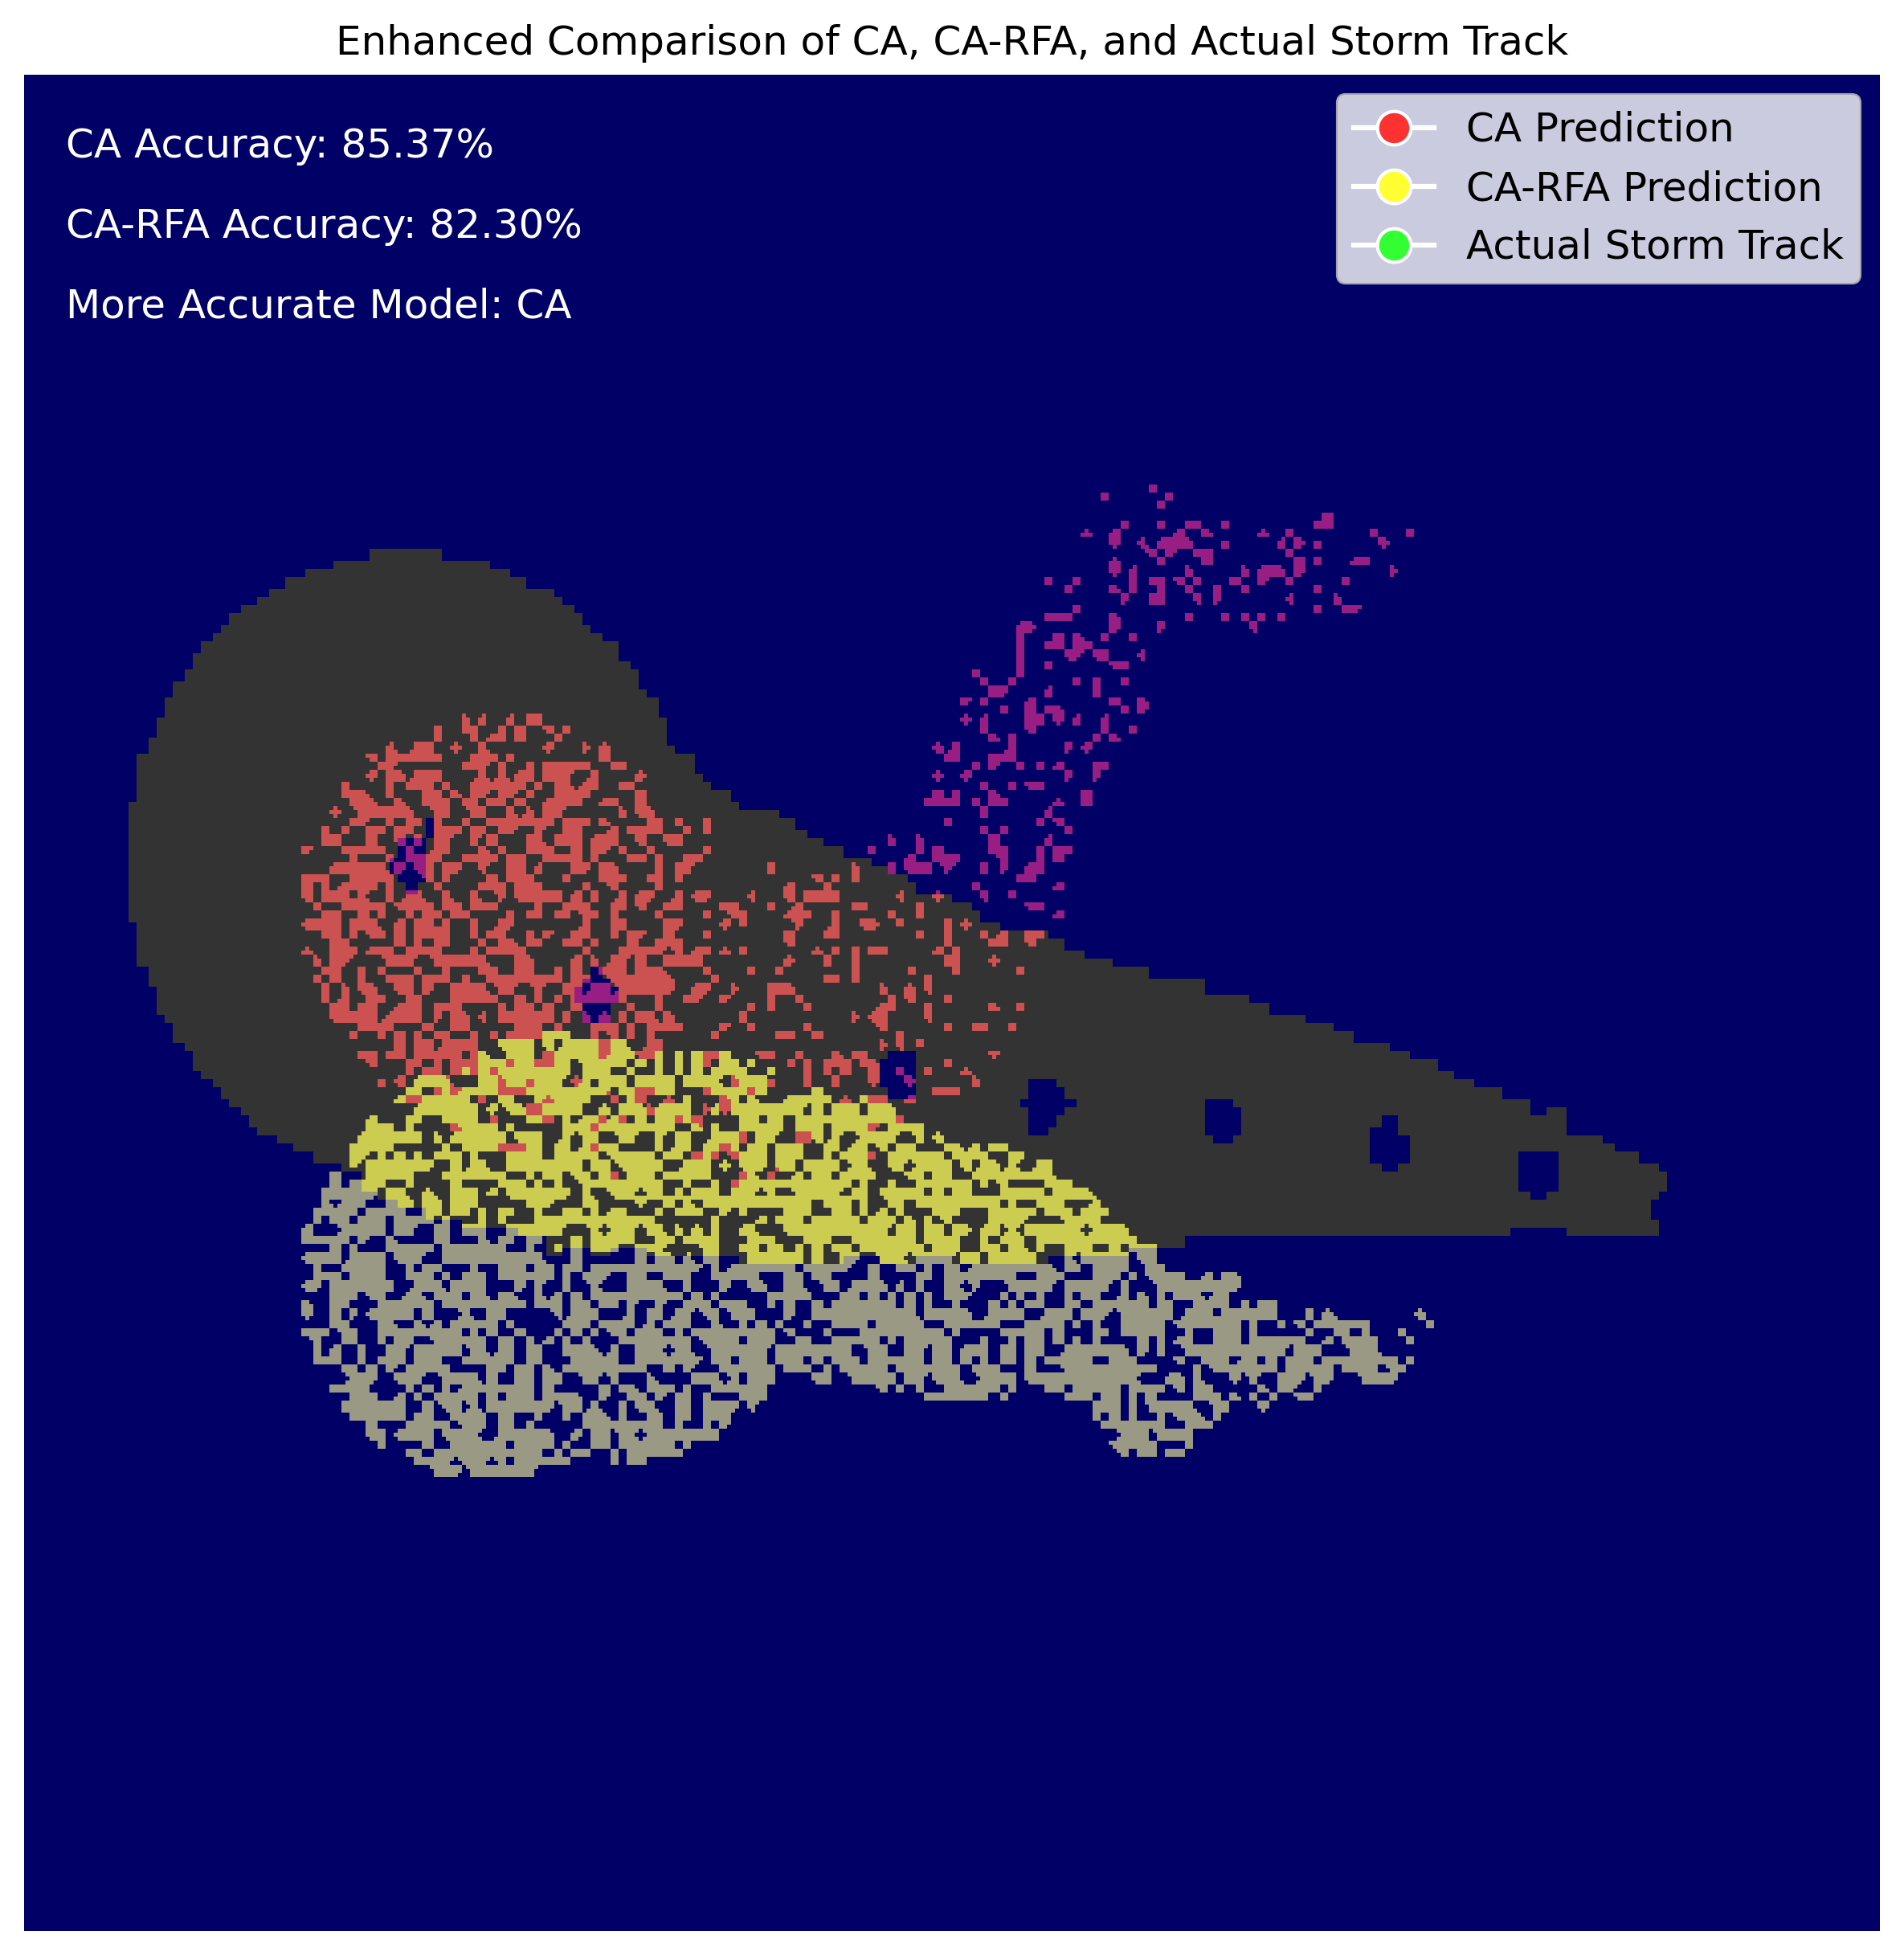 Enhanced Comparison of CA, CA-RFA, and Actual Storm Track
CA Accuracy: 85.37%
CA-RFA Accuracy: 82.30%
More Accurate Model: CA
CA Prediction
CA-RFA Prediction
Actual Storm Track